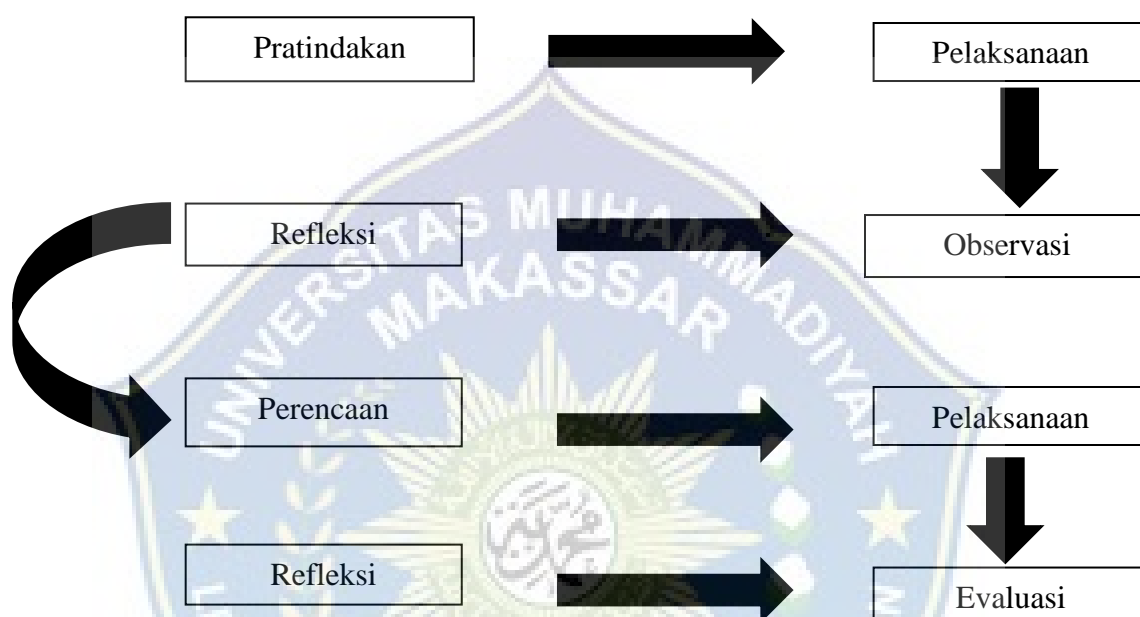 Pratindakan
Pelaksanaan
Refleksi
Observasi
UNIVERSITAS MUHAMMADIYAH
MAKASSAR
Perencaan
Pelaksanaan
Refleksi
Evaluasi